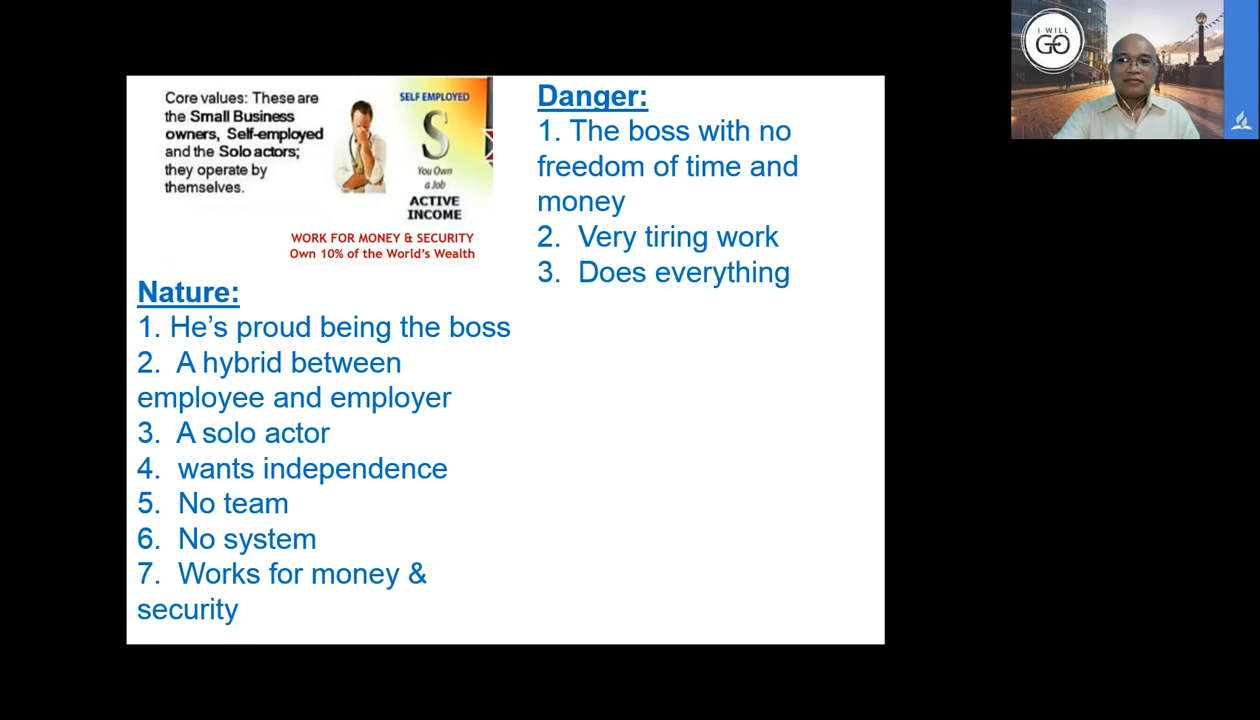 Core values: These are
the Small Business
owners, Self-employed
and the Solo actors;
they operate by
themselves.
SELF EMPLOYED
S
You Own
a Job
ACTIVE
INCOME
WORK FOR MONEY & SECURITY
Own 10% of the World's Wealth
Nature:
1. He's proud being the boss
2. A hybrid between
employee and employer
3. A solo actor
4. wants independence
5. No team
6. No system
7. Works for money &
security
Danger:
1. The boss with no
freedom of time and
money
2. Very tiring work
3. Does everything
I WILL
GO